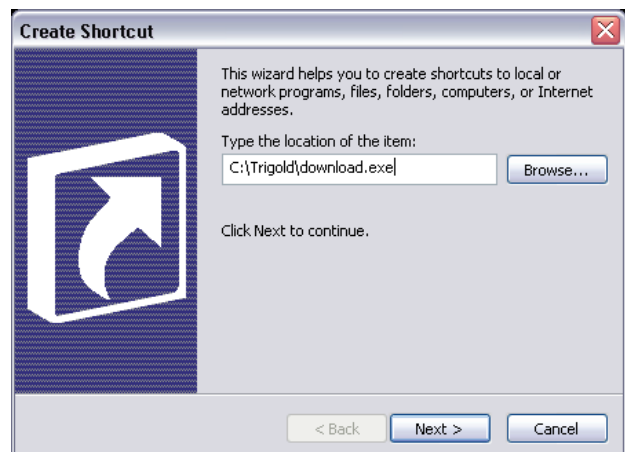 Create Shortcut
This wizard helps you to create shortcuts to local or
network programs, files, folders, computers, or Internet
addresses.
Type the location of the item:
C:\Trigold\download.exe
Browse...
Click Next to continue.
< Back
Next >
Cancel